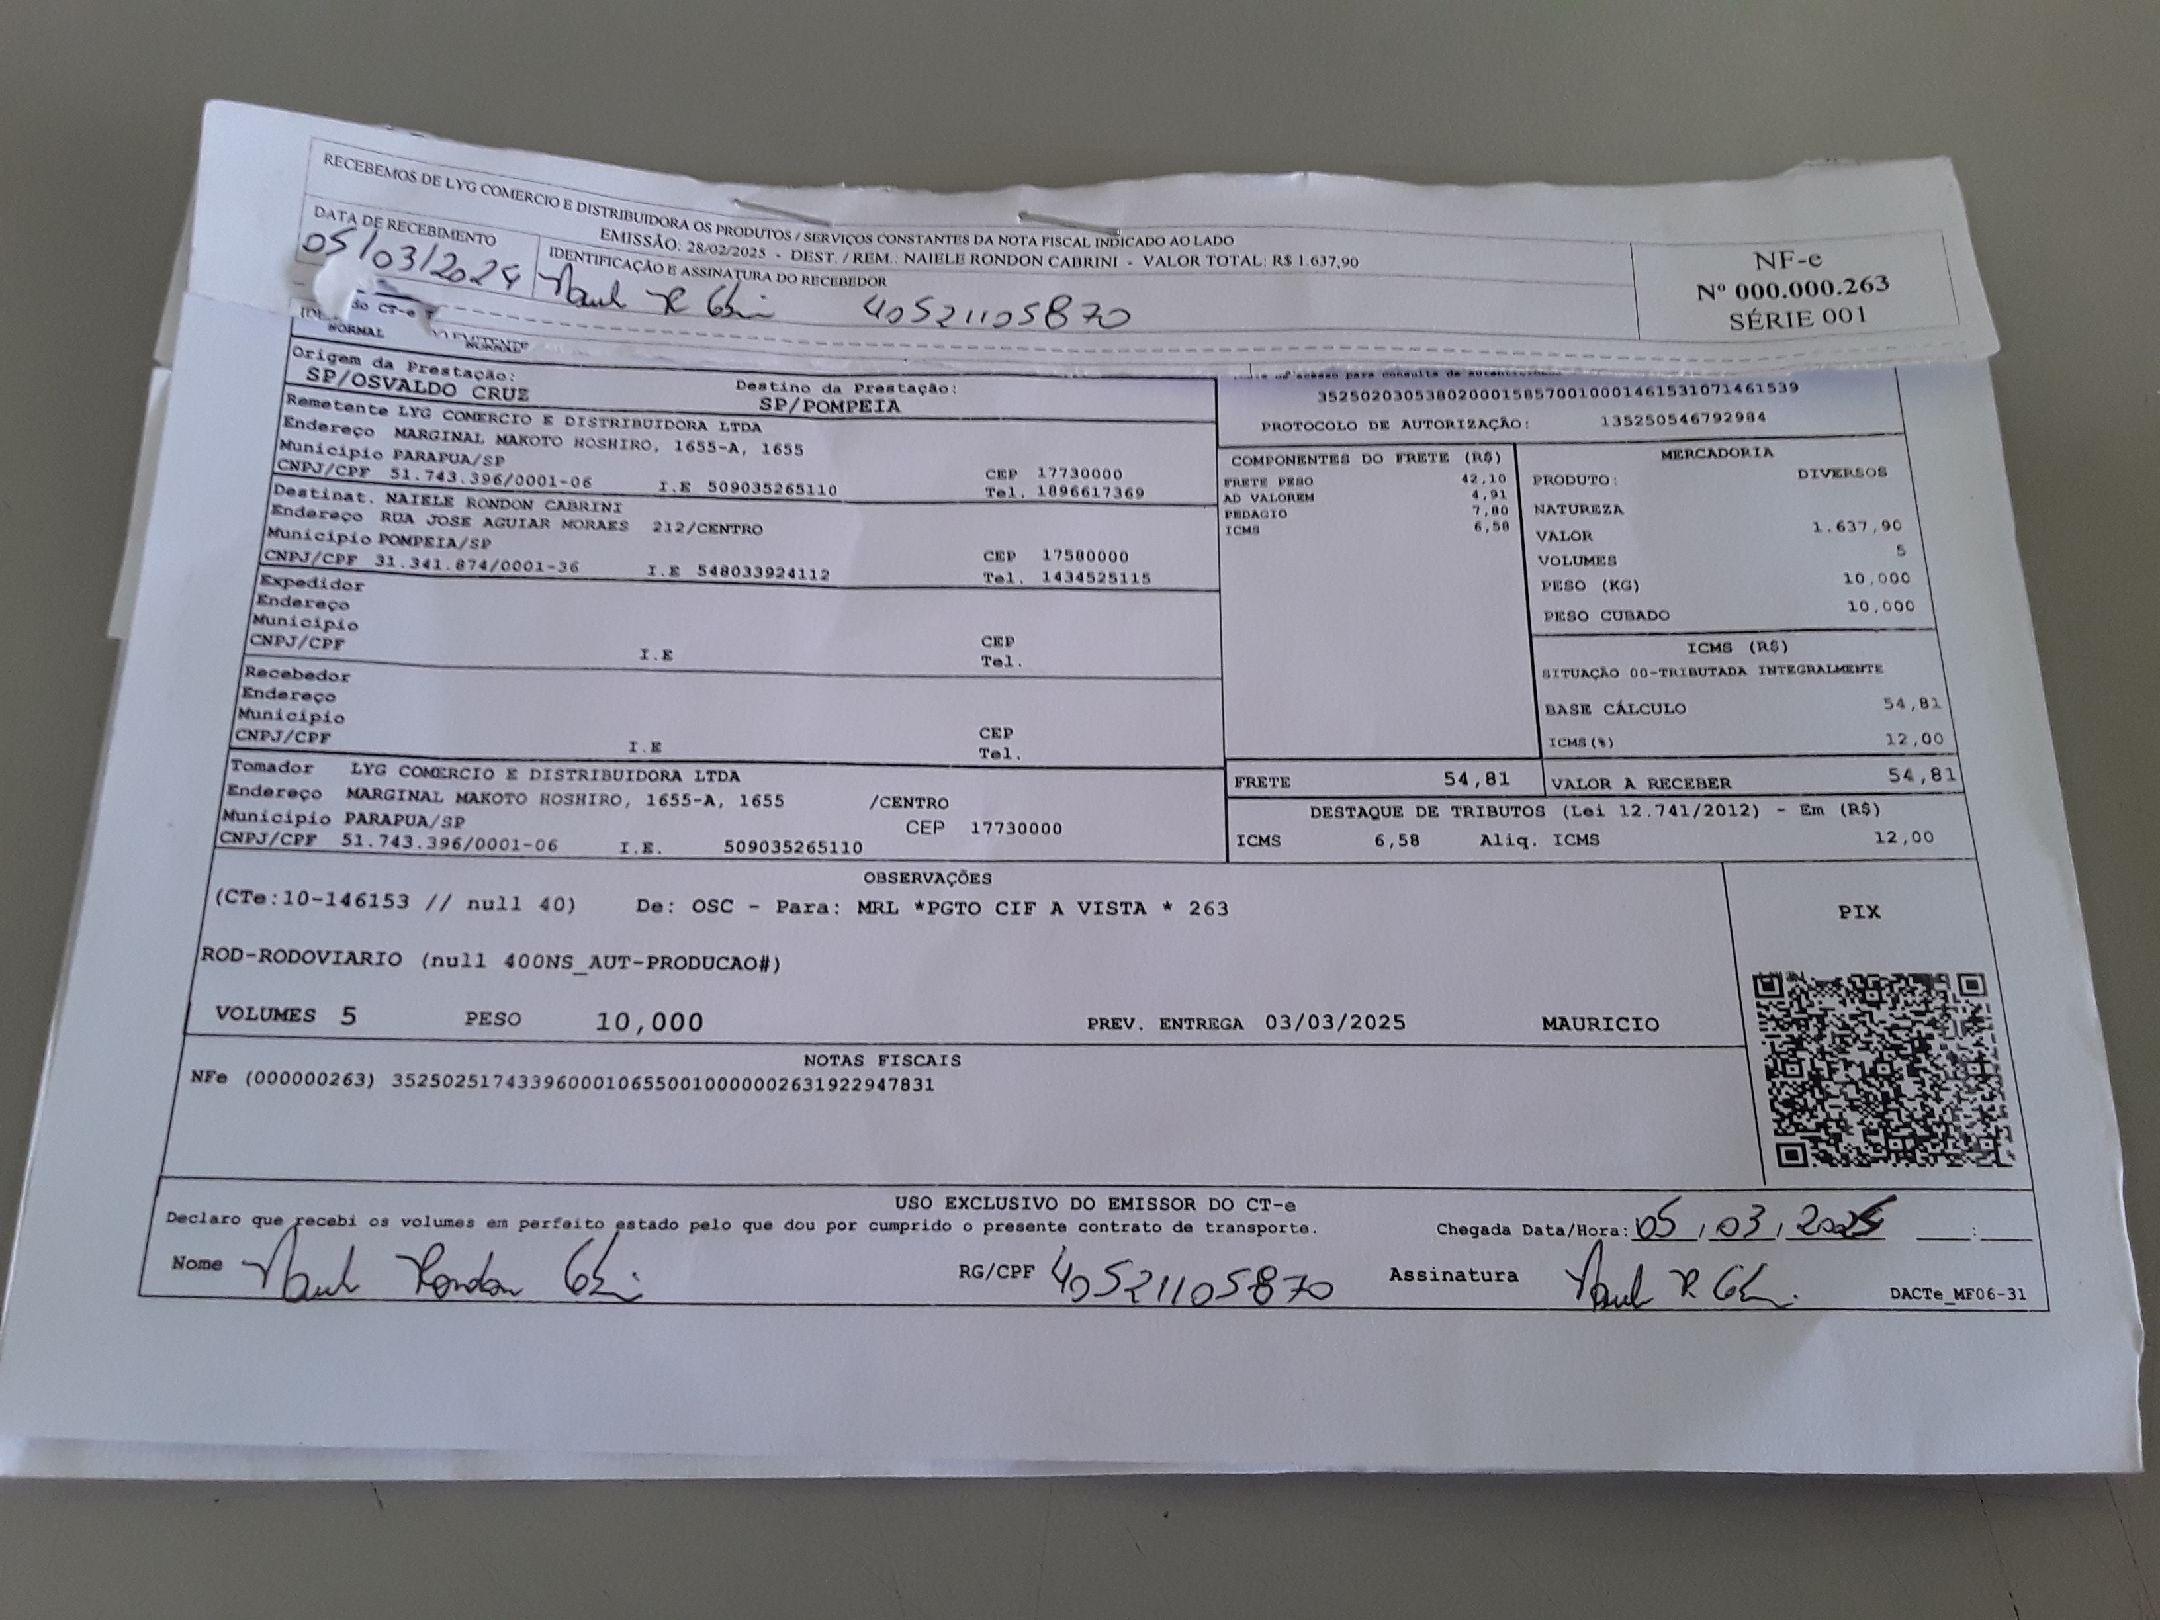 RECEBEMOS DE LYG COMERCIO E DISTRIBUIDORA OS PRODUTOS / SERVIÇOS CONSTANTES DA NOTA FISCAL INDICADO AO LADO
EMISSÃO: 28/02/2025 - DEST. / REM.: NAIELE RONDON CABRINI - VALOR TOTAL: R$ 1.637,90
DATA DE RECEBIMENTO
05/03/2024
IDENTIFICAÇÃO E ASSINATURA DO RECEBEDOR
40521105870
NF-e
Nº 000.000.263
SÉRIE 001
do CT-e
NORMAL
NORMAL
Origem da Prestação:
SP/OSVALDO CRUZ
Destino da Prestação:
SP/POMPEIA
acesso para consulta de
35250203053802000158570010001461531071461539
PROTOCOLO DE AUTORIZAÇÃO: 135250546792984
Remetente LYG COMERCIO E DISTRIBUIDORA LTDA
Endereço MARGINAL MAKOTO HOSHIRO, 1655-A, 1655
Municipio PARAPUA/SP CEP 17730000
CNPJ/CPF 51.743.396/0001-06 I.E 509035265110 Tel. 1896617369
Destinat. NAIELE RONDON CABRINI
Endereço RUA JOSE AGUIAR MORAES 212/CENTRO
Municipio POMPEIA/SP CEP 17580000
CNPJ/CPF 31.341.874/0001-36 I.E 548033924112 Tel. 1434525115
Expedidor
Endereço
Municipio CEP
CNPJ/CPF I.E Tel.
Recebedor
Endereço
Municipio CEP
CNPJ/CPF I.E Tel.
Tomador LYG COMERCIO E DISTRIBUIDORA LTDA
Endereço MARGINAL MAKOTO HOSHIRO, 1655-A, 1655 /CENTRO
Municipio PARAPUA/SP CEP 17730000
CNPJ/CPF 51.743.396/0001-06 I.E. 509035265110
COMPONENTES DO FRETE (R$)
FRETE PESO 42,10
AD VALOREM 4,91
PEDAGIO 7,80
ICMS 6,58
FRETE 54,81
MERCADORIA
PRODUTO: DIVERSOS
NATUREZA
VALOR 1.637,90
VOLUMES 5
PESO (KG) 10,000
PESO CUBADO 10,000
ICMS (R$)
SITUAÇÃO 00-TRIBUTADA INTEGRALMENTE
BASE CÁLCULO 54,81
ICMS(%) 12,00
VALOR A RECEBER 54,81
DESTAQUE DE TRIBUTOS (Lei 12.741/2012) - Em (R$)
ICMS 6,58 Aliq. ICMS 12,00
OBSERVAÇÕES
(CTe:10-146153 // null 40) De: OSC - Para: MRL *PGTO CIF A VISTA * 263
ROD-RODOVIARIO (null 400NS_AUT-PRODUCAO#)
VOLUMES 5 PESO 10,000 PREV. ENTREGA 03/03/2025 MAURICIO
PIX
NOTAS FISCAIS
NFe (000000263) 35250251743396000106550010000002631922947831
USO EXCLUSIVO DO EMISSOR DO CT-e
Declaro que recebi os volumes em perfeito estado pelo que dou por cumprido o presente contrato de transporte. Chegada Data/Hora: 05/03/2025 __:__
Nome Rondon RG/CPF 40521105870 Assinatura
DACTe_MF06-31